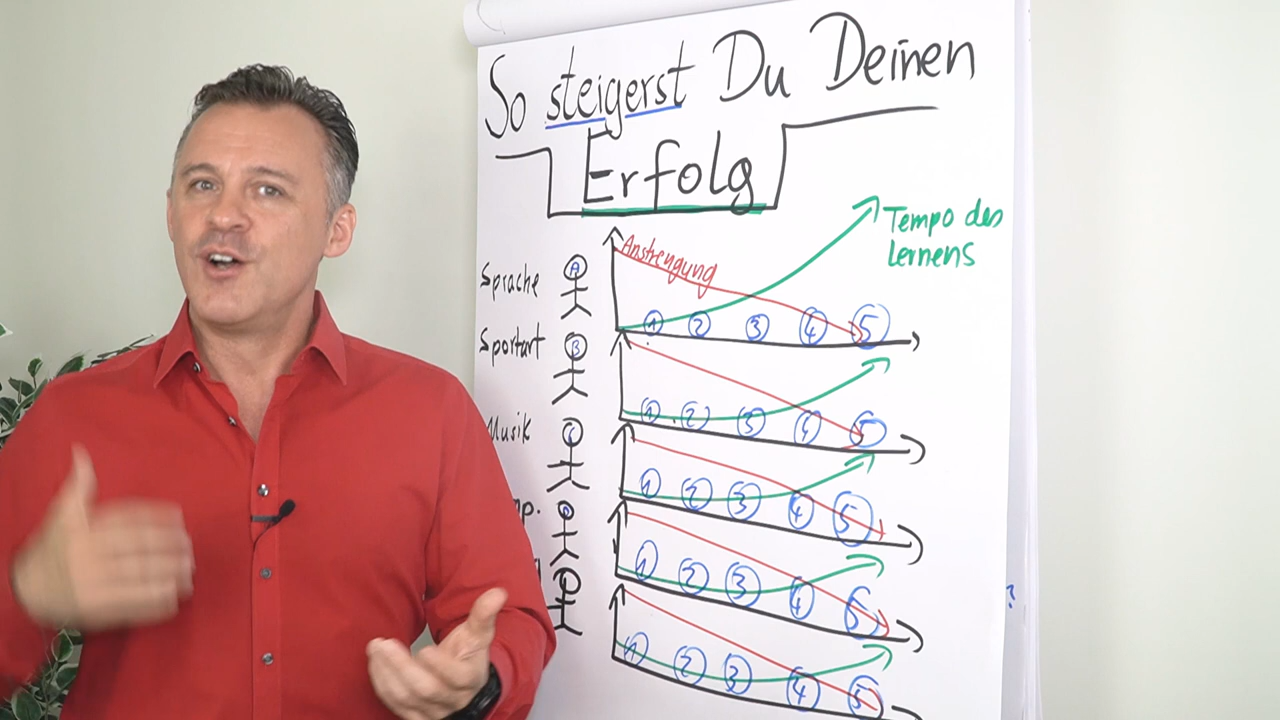 So steigerst Du Deinen
Erfolg
Tempo des
lernens
Anstrengung
Sprache A
1 2 3 4 5
Sportart B
1 2 3 4 5
Musik C
1 2 3 4 5
mp. D
1 2 3 4 5
1 2 3 4 5
?